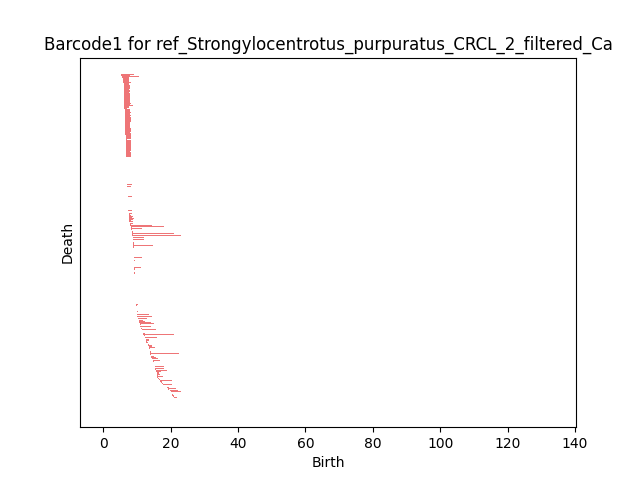 Barcode1 for ref_Strongylocentrotus_purpuratus_CRCL_2_filtered_Ca
Death
0 20 40 60 80 100 120 140
Birth